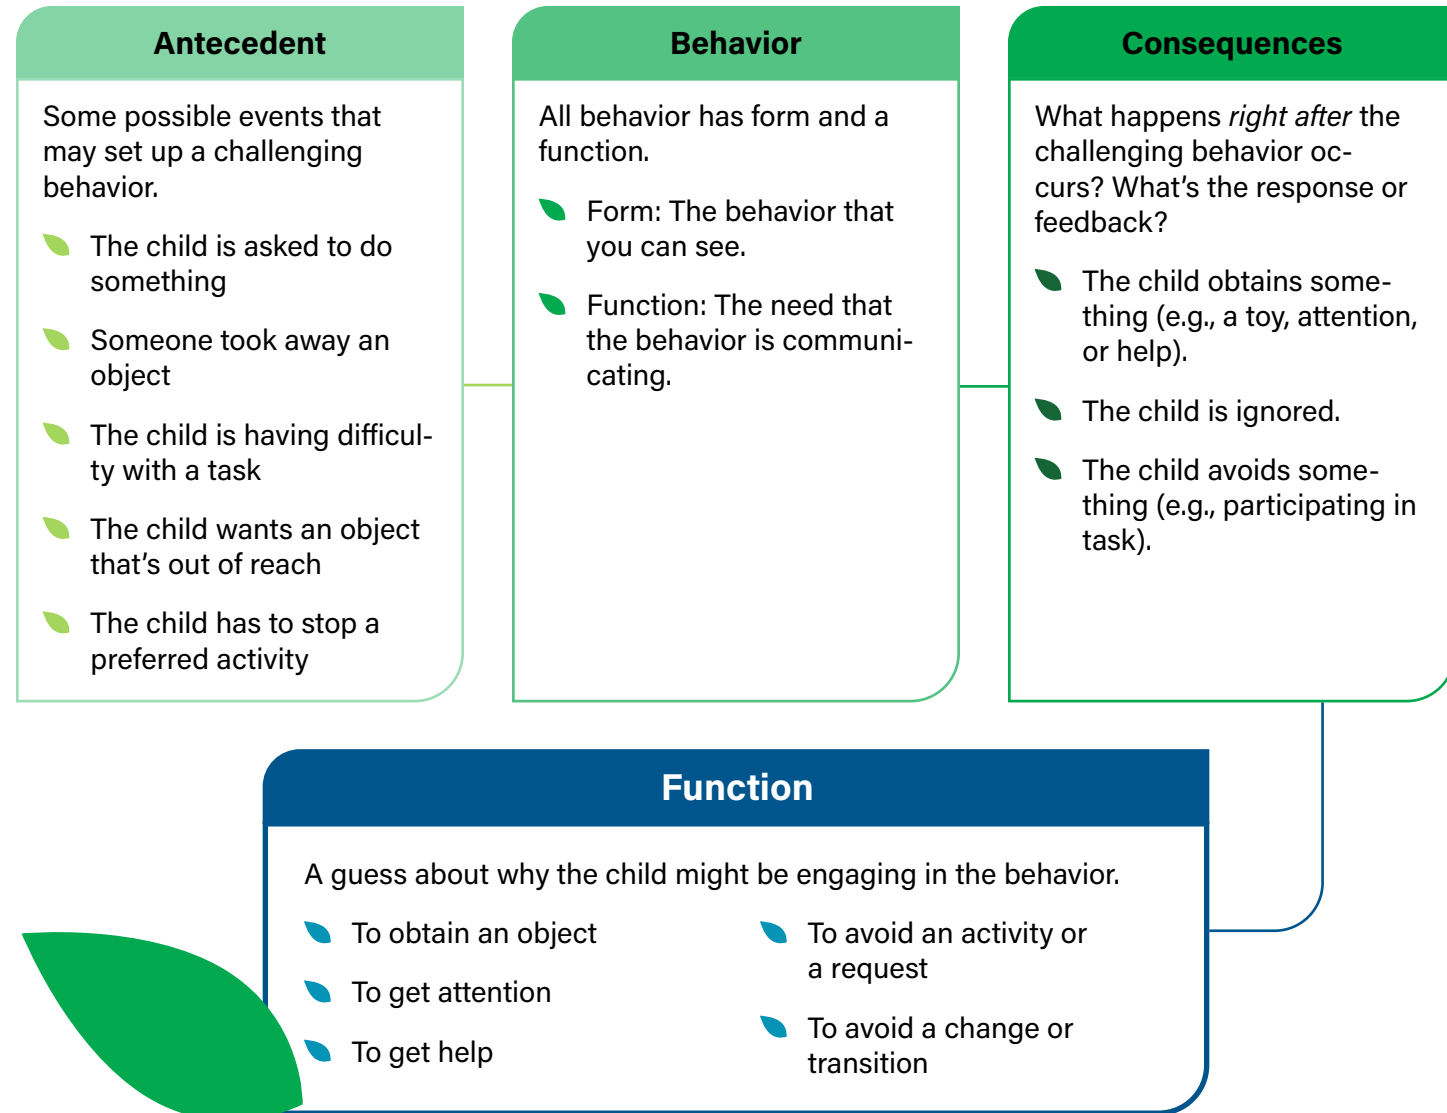 Antecedent
Some possible events that
may set up a challenging
behavior.
The child is asked to do
something
Someone took away an
object
The child is having difficul-
ty with a task
The child wants an object
that's out of reach
The child has to stop a
preferred activity
Behavior
All behavior has form and a
function.
Form: The behavior that
you can see.
Function: The need that
the behavior is communi-
cating.
Consequences
What happens right after the
challenging behavior oc-
curs? What's the response or
feedback?
The child obtains some-
thing (e.g., a toy, attention,
or help).
The child is ignored.
The child avoids some-
thing (e.g., participating in
task).
Function
A guess about why the child might be engaging in the behavior.
To obtain an object
To get attention
To get help
To avoid an activity or
a request
To avoid a change or
transition